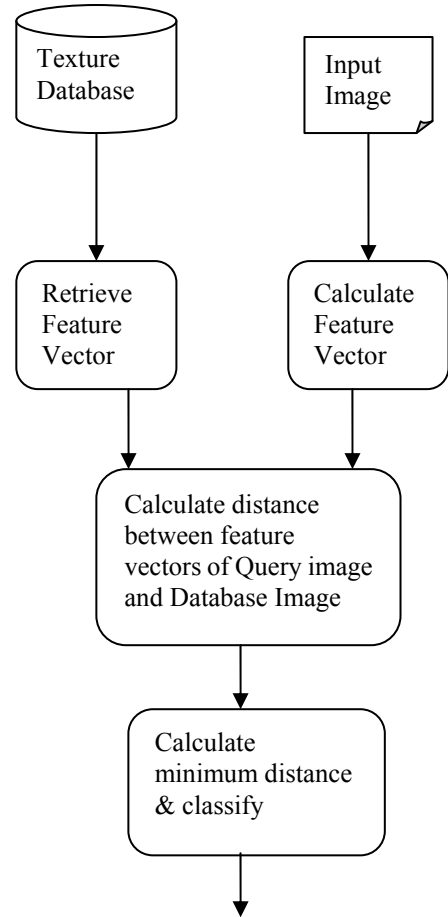 Texture
Database
Input
Image
Retrieve
Feature
Vector
Calculate
Feature
Vector
Calculate distance
between feature
vectors of Query image
and Database Image
Calculate
minimum distance
& classify